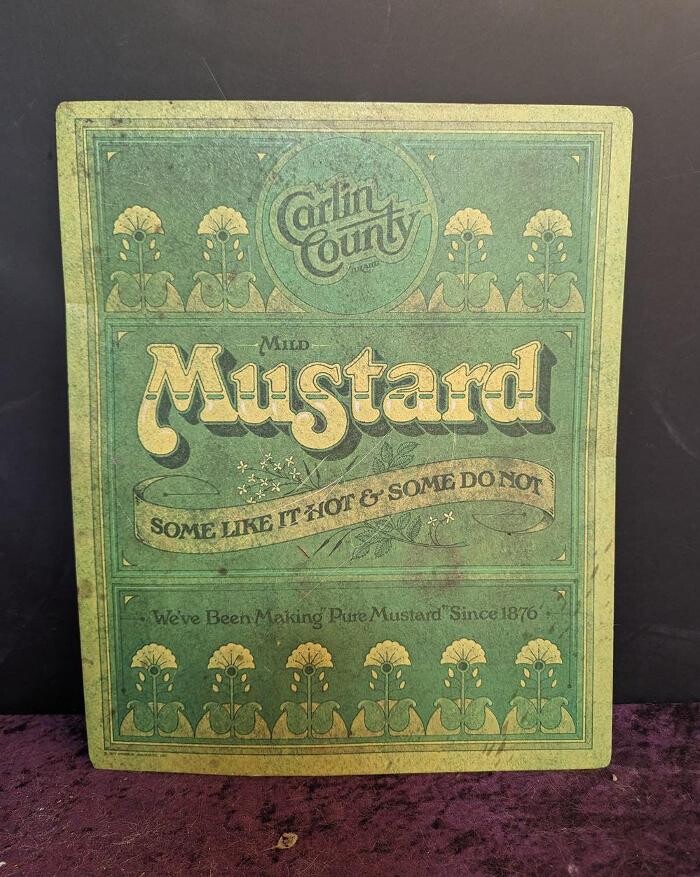 Carlin
County
MILD
Mustard
SOME LIKE IT HOT & SOME DO NOT
We've Been Making "Pure Mustard" Since 1876